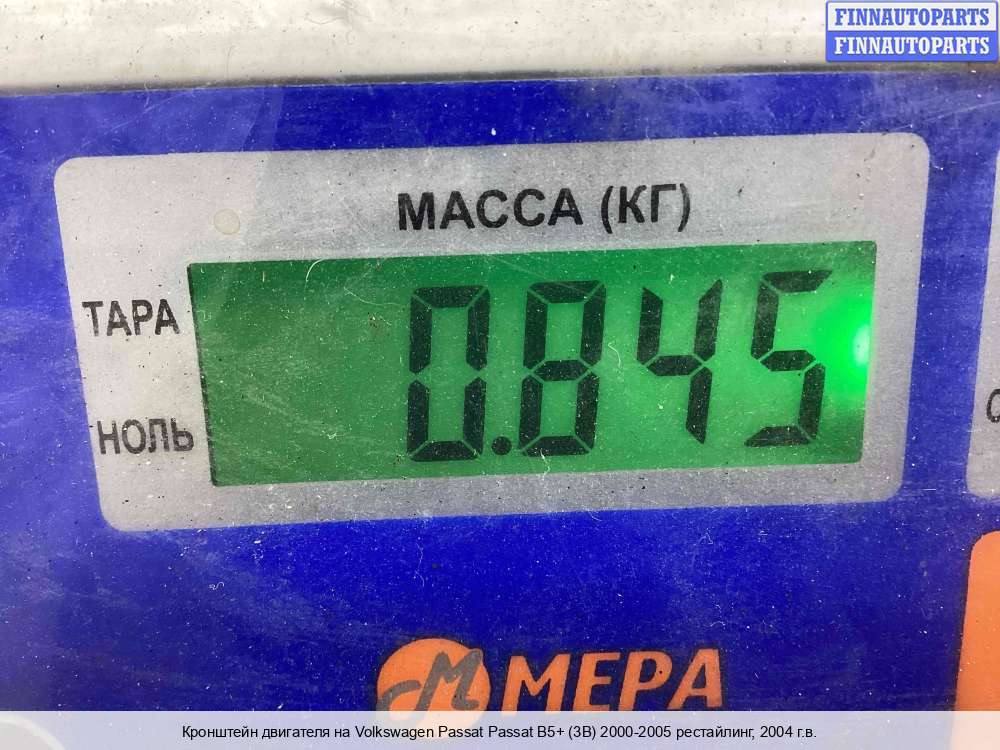 FINNAUTOPARTS
FINNAUTOPARTS
МАССА (КГ)
ТАРА
0.845
НОЛЬ
М МЕРА
Кронштейн двигателя на Volkswagen Passat Passat B5+ (3B) 2000-2005 рестайлинг, 2004 г.в.